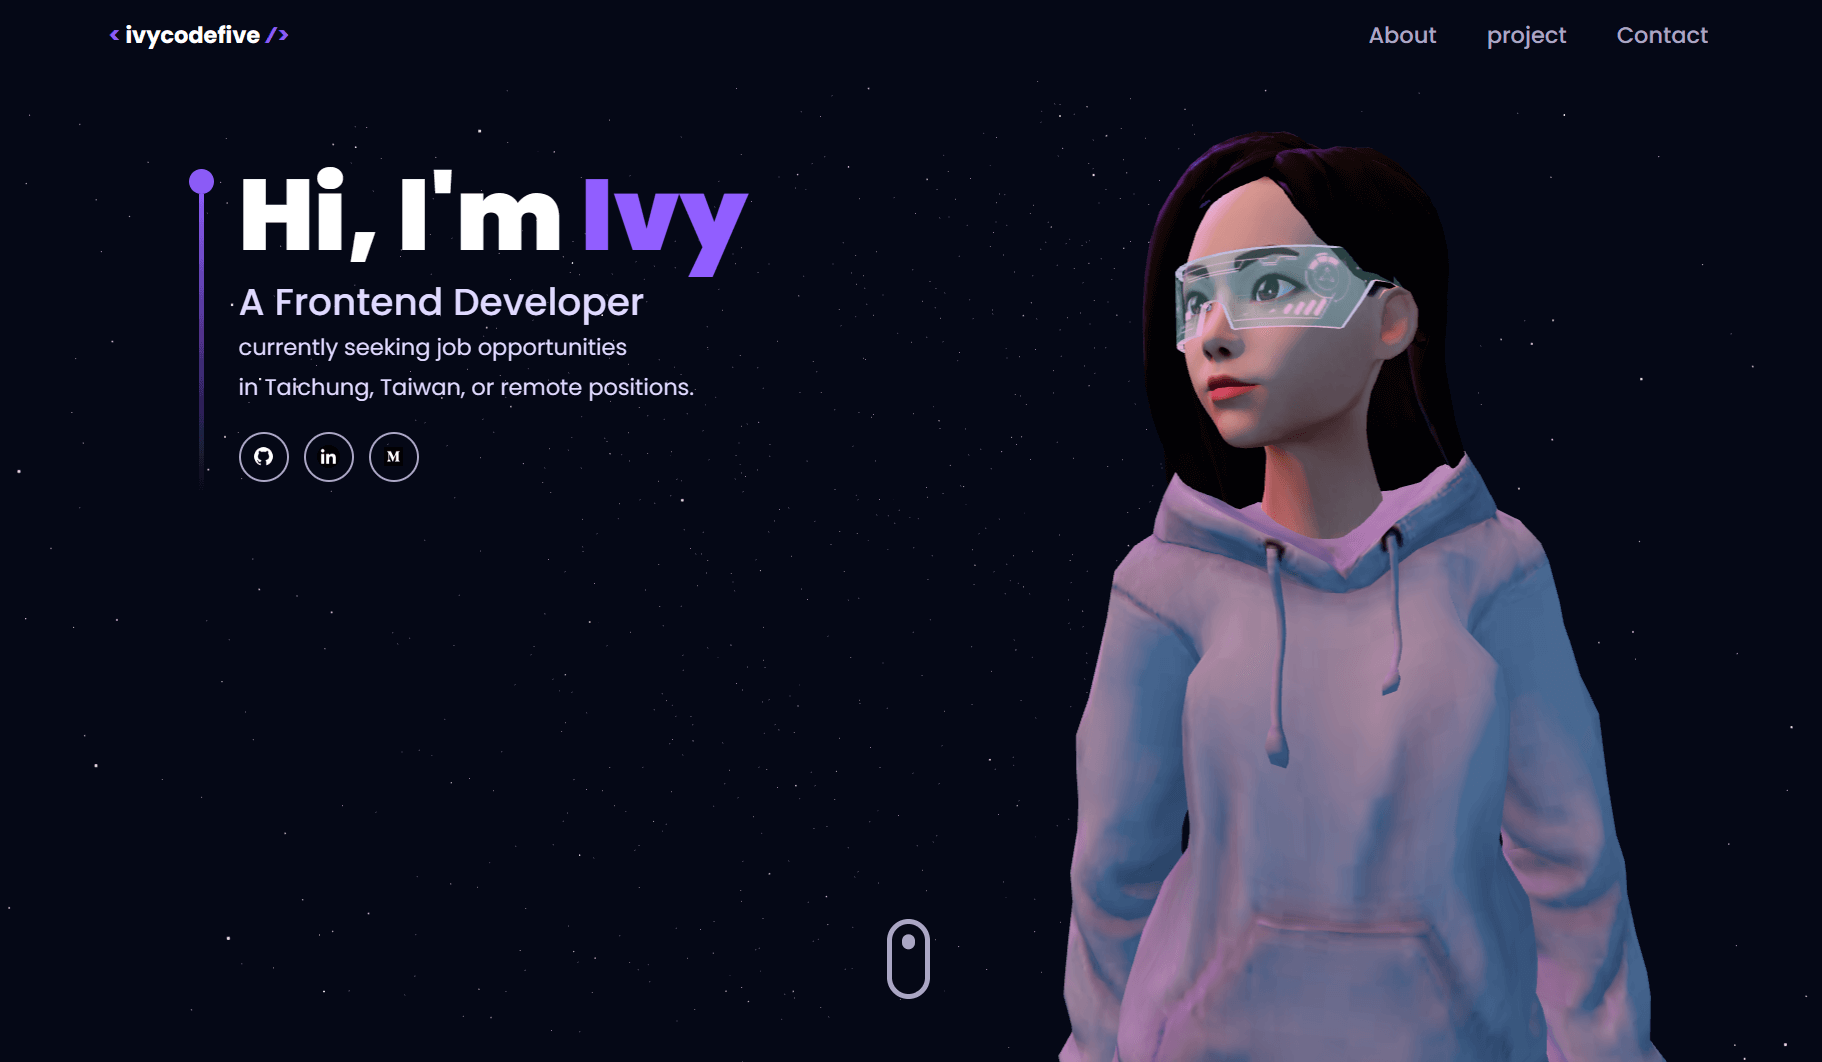 < ivycodefive />
About project Contact
Hi, I'm Ivy
A Frontend Developer
currently seeking job opportunities
in Taichung, Taiwan, or remote positions.
in M